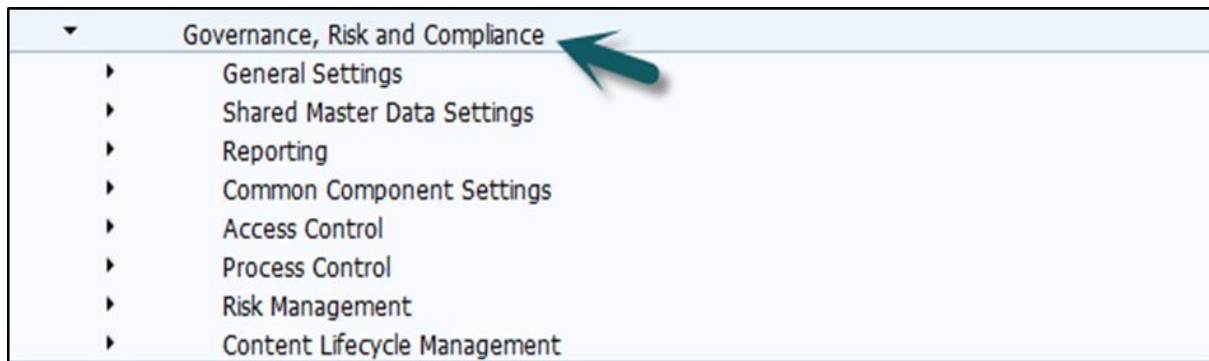 Governance, Risk and Compliance
General Settings
Shared Master Data Settings
Reporting
Common Component Settings
Access Control
Process Control
Risk Management
Content Lifecycle Management